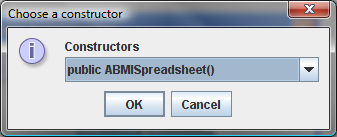 Choose a constructor
Constructors
public ABMISpreadsheet()
OK Cancel